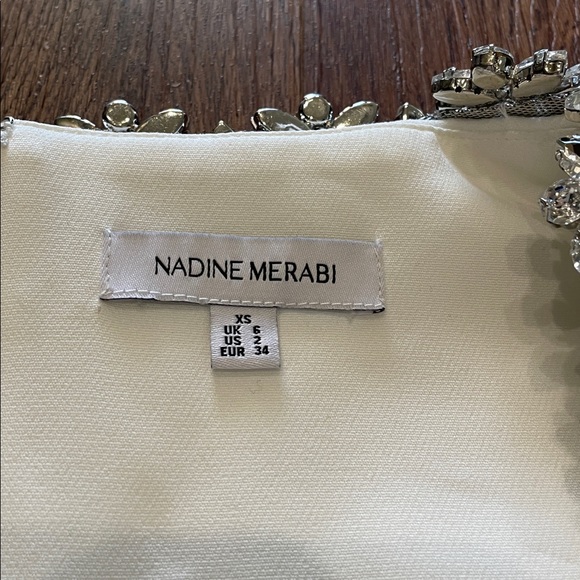 NADINE MERABI
XS
UK 6
US 2
EUR 34